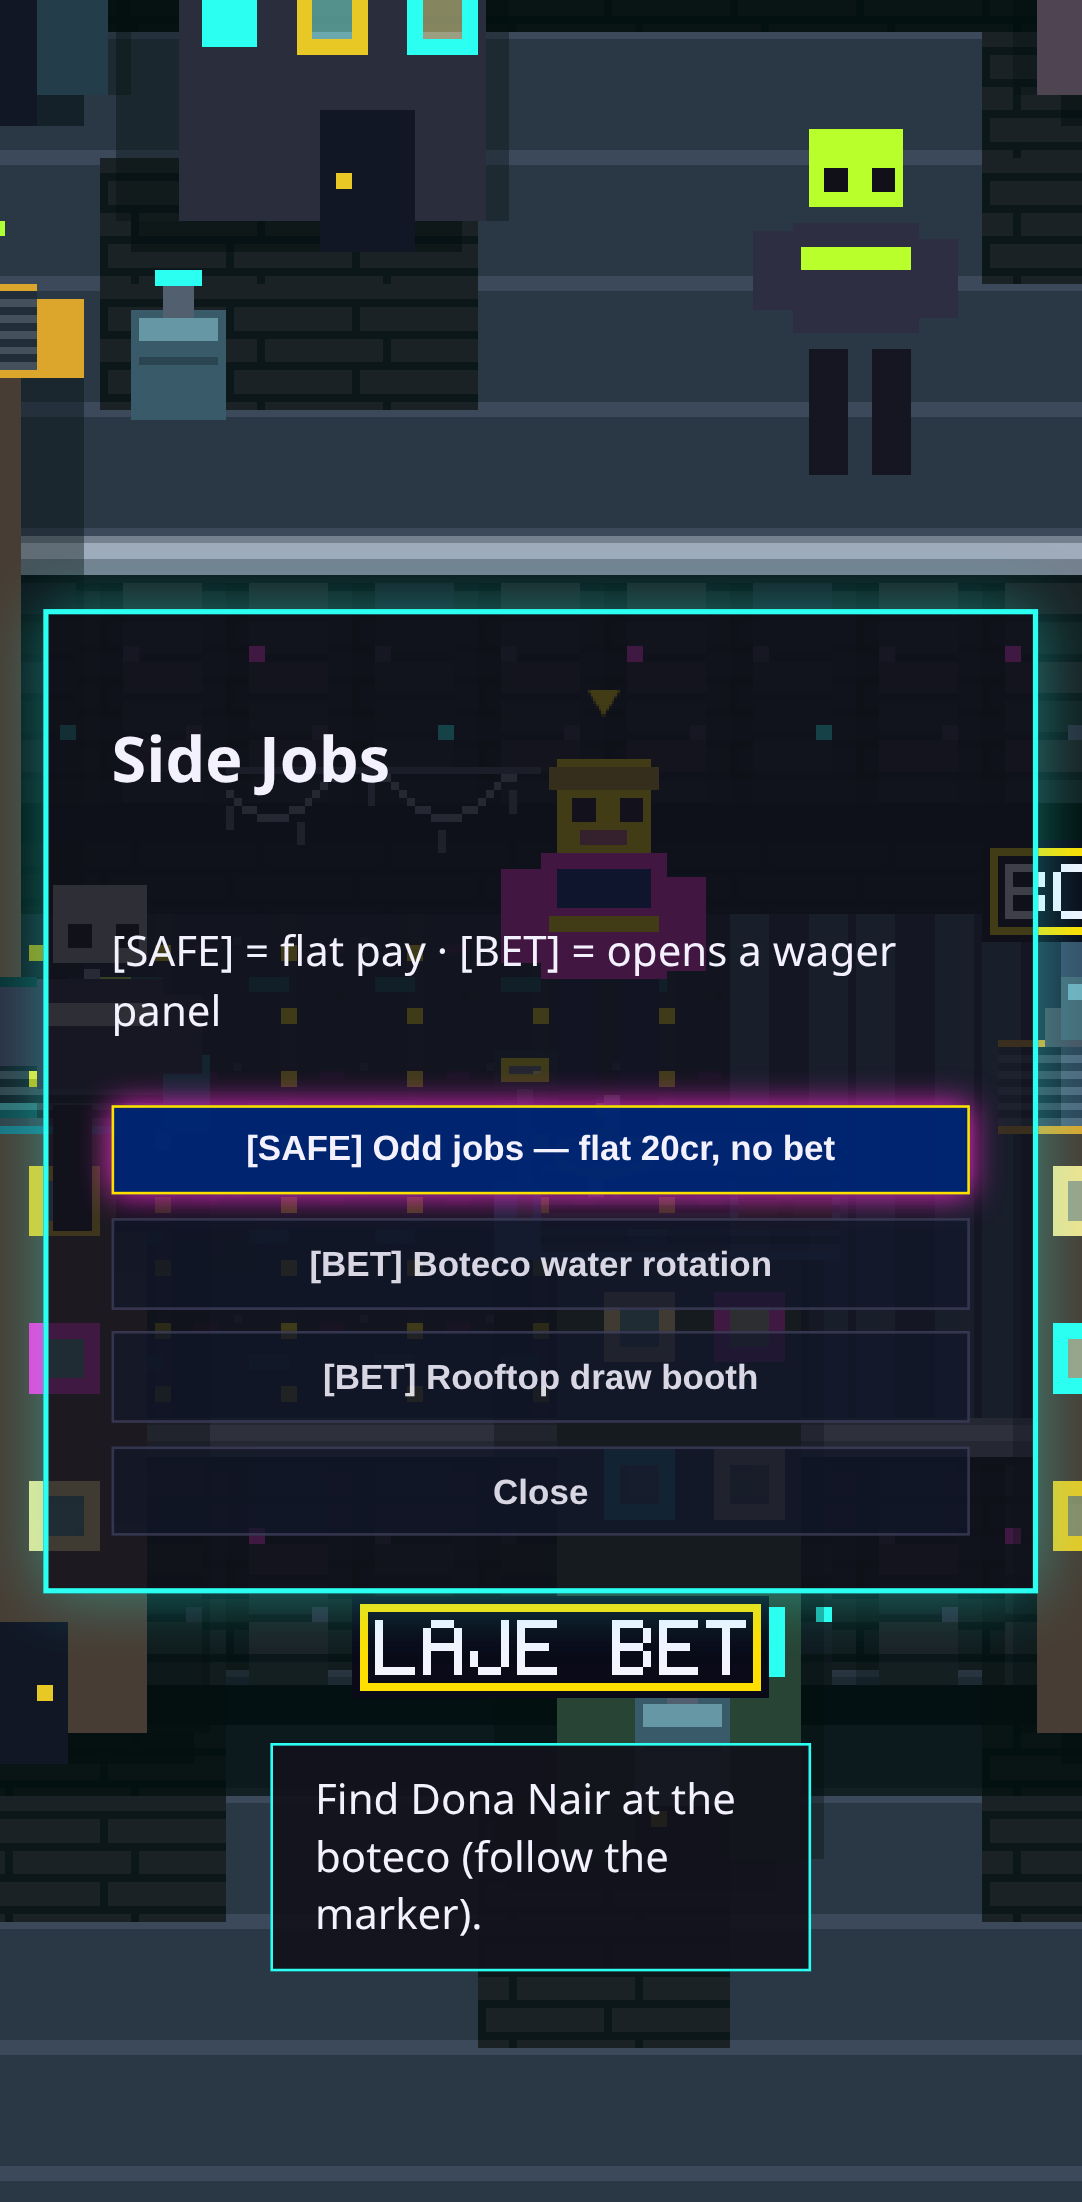 Side Jobs
[SAFE] = flat pay · [BET] = opens a wager
panel
[SAFE] Odd jobs — flat 20cr, no bet
[BET] Boteco water rotation
[BET] Rooftop draw booth
Close
LAJE BET
Find Dona Nair at the
boteco (follow the
marker).